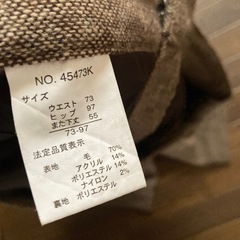 NO. 45473K
サイズ
ウエスト 73
ヒップ 97
また下丈 55
73-97
法定品質表示
表地 毛 70%
アクリル 14%
ポリエステル 14%
ナイロン 2%
裏地 ポリエステル